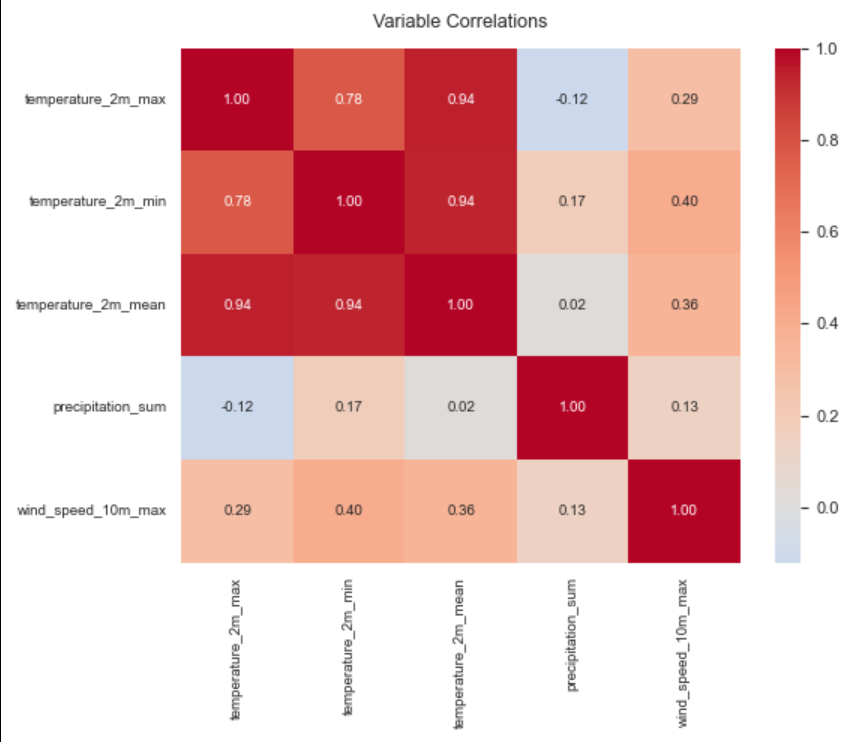 Variable Correlations
temperature_2m_max 1.00 0.78 0.94 -0.12 0.29
temperature_2m_min 0.78 1.00 0.94 0.17 0.40
temperature_2m_mean 0.94 0.94 1.00 0.02 0.36
precipitation_sum -0.12 0.17 0.02 1.00 0.13
wind_speed_10m_max 0.29 0.40 0.36 0.13 1.00
temperature_2m_max
temperature_2m_min
temperature_2m_mean
precipitation_sum
wind_speed_10m_max
1.0
0.8
0.6
0.4
0.2
0.0